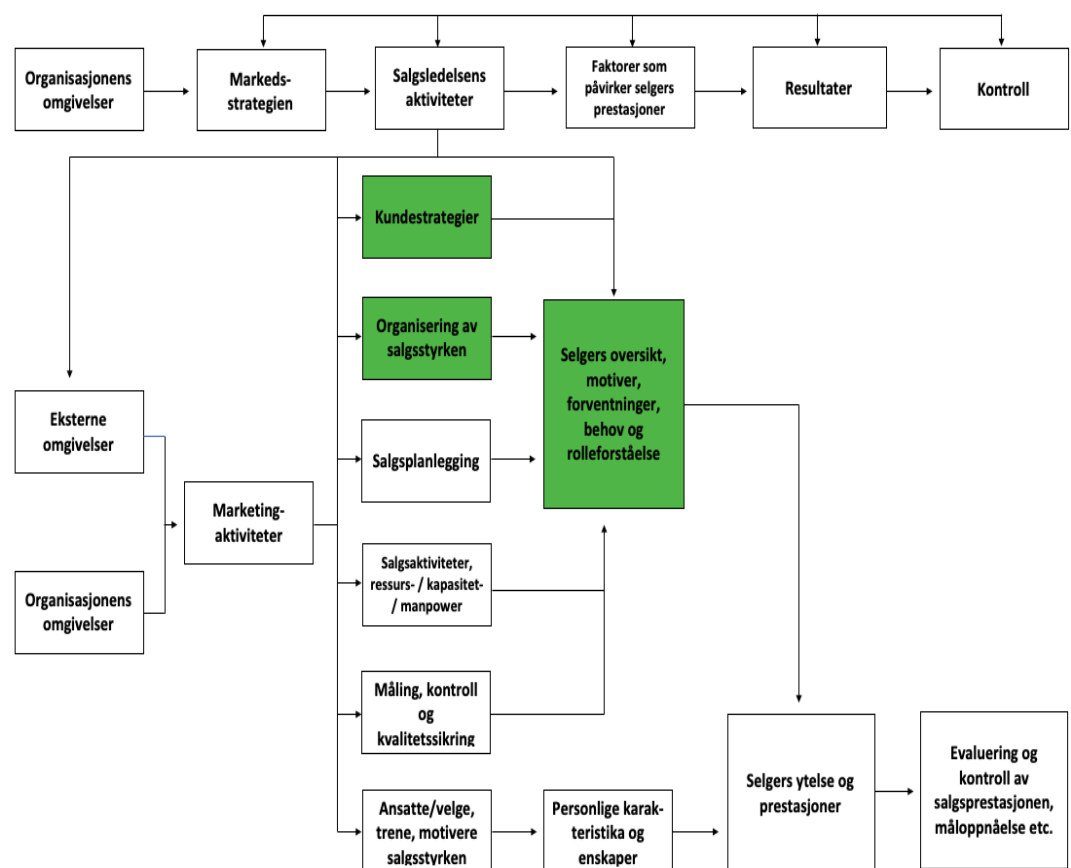 Organisasjonens
omgivelser
Markeds-
strategien
Salgsledelsens
aktiviteter
Faktorer som
påvirker selgers
prestasjoner
Resultater
Kontroll
Kundestrategier
Organisering av
salgsstyrken
Selgers oversikt,
motiver,
forventninger,
behov og
rolleforståelse
Eksterne
omgivelser
Salgsplanlegging
Marketing-
aktiviteter
Salgsaktiviteter,
ressurs- / kapasitet-
/ manpower
Organisasjonens
omgivelser
Måling, kontroll
og
kvalitetssikring
Selgers ytelse og
prestasjoner
Evaluering og
kontroll av
salgsprestasjonen,
måloppnåelse etc.
Ansatte/velge,
trene, motivere
salgsstyrken
Personlige karak-
teristika og
enskaper